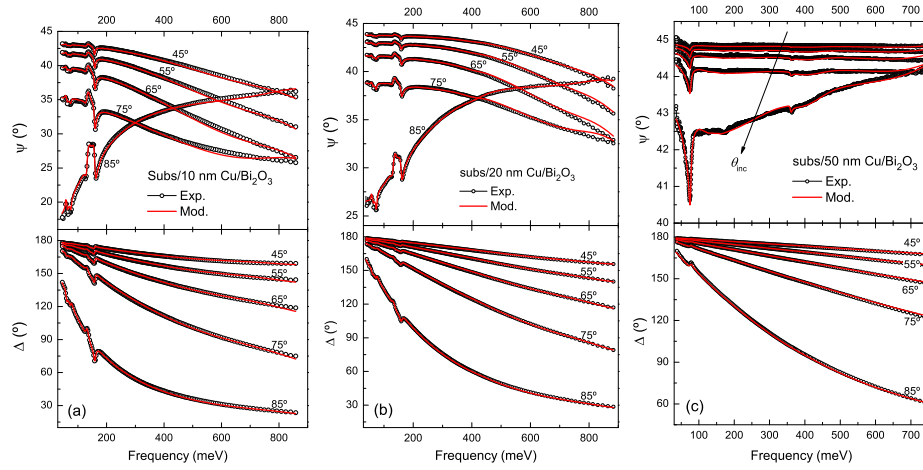 200 400 600 800
45
40
35
30
25
20
Ψ (º)
45º
55º
65º
75º
85º
Subs/10 nm Cu/Bi₂O₃
Exp.
Mod.
180
150
120
90
60
30
Δ (º)
45º
55º
65º
75º
85º
(a)
200 400 600 800
Frequency (meV)
200 400 600 800
45
40
35
30
25
Ψ (º)
45º
55º
65º
75º
85º
subs/20 nm Cu/Bi₂O₃
Exp.
Mod.
180
150
120
90
60
30
Δ (º)
45º
55º
65º
75º
85º
(b)
200 400 600 800
Frequency (meV)
100 200 300 400 500 600 700
45
44
43
42
41
40
Ψ (º)
θinc
subs/50 nm Cu/Bi₂O₃
Exp.
Mod.
180
150
120
90
60
Δ (º)
45º
55º
65º
75º
85º
(c)
100 200 300 400 500 600 700
Frequency (meV)